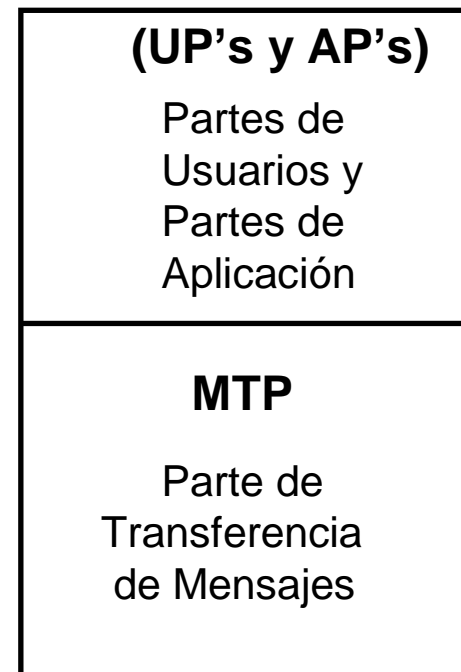 (UP's y AP's)
Partes de
Usuarios y
Partes de
Aplicación
MTP
Parte de
Transferencia
de Mensajes